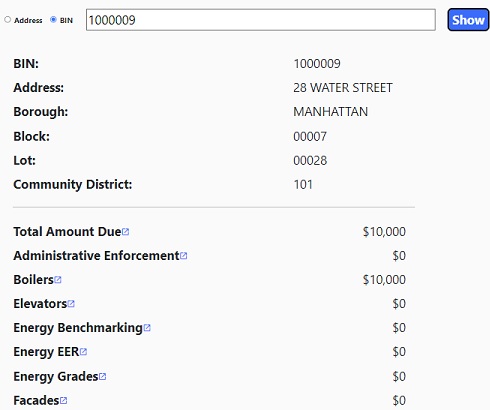 Address BIN 1000009 Show
BIN: 1000009
Address: 28 WATER STREET
Borough: MANHATTAN
Block: 00007
Lot: 00028
Community District: 101
Total Amount Due $10,000
Administrative Enforcement $0
Boilers $10,000
Elevators $0
Energy Benchmarking $0
Energy EER $0
Energy Grades $0
Facades $0